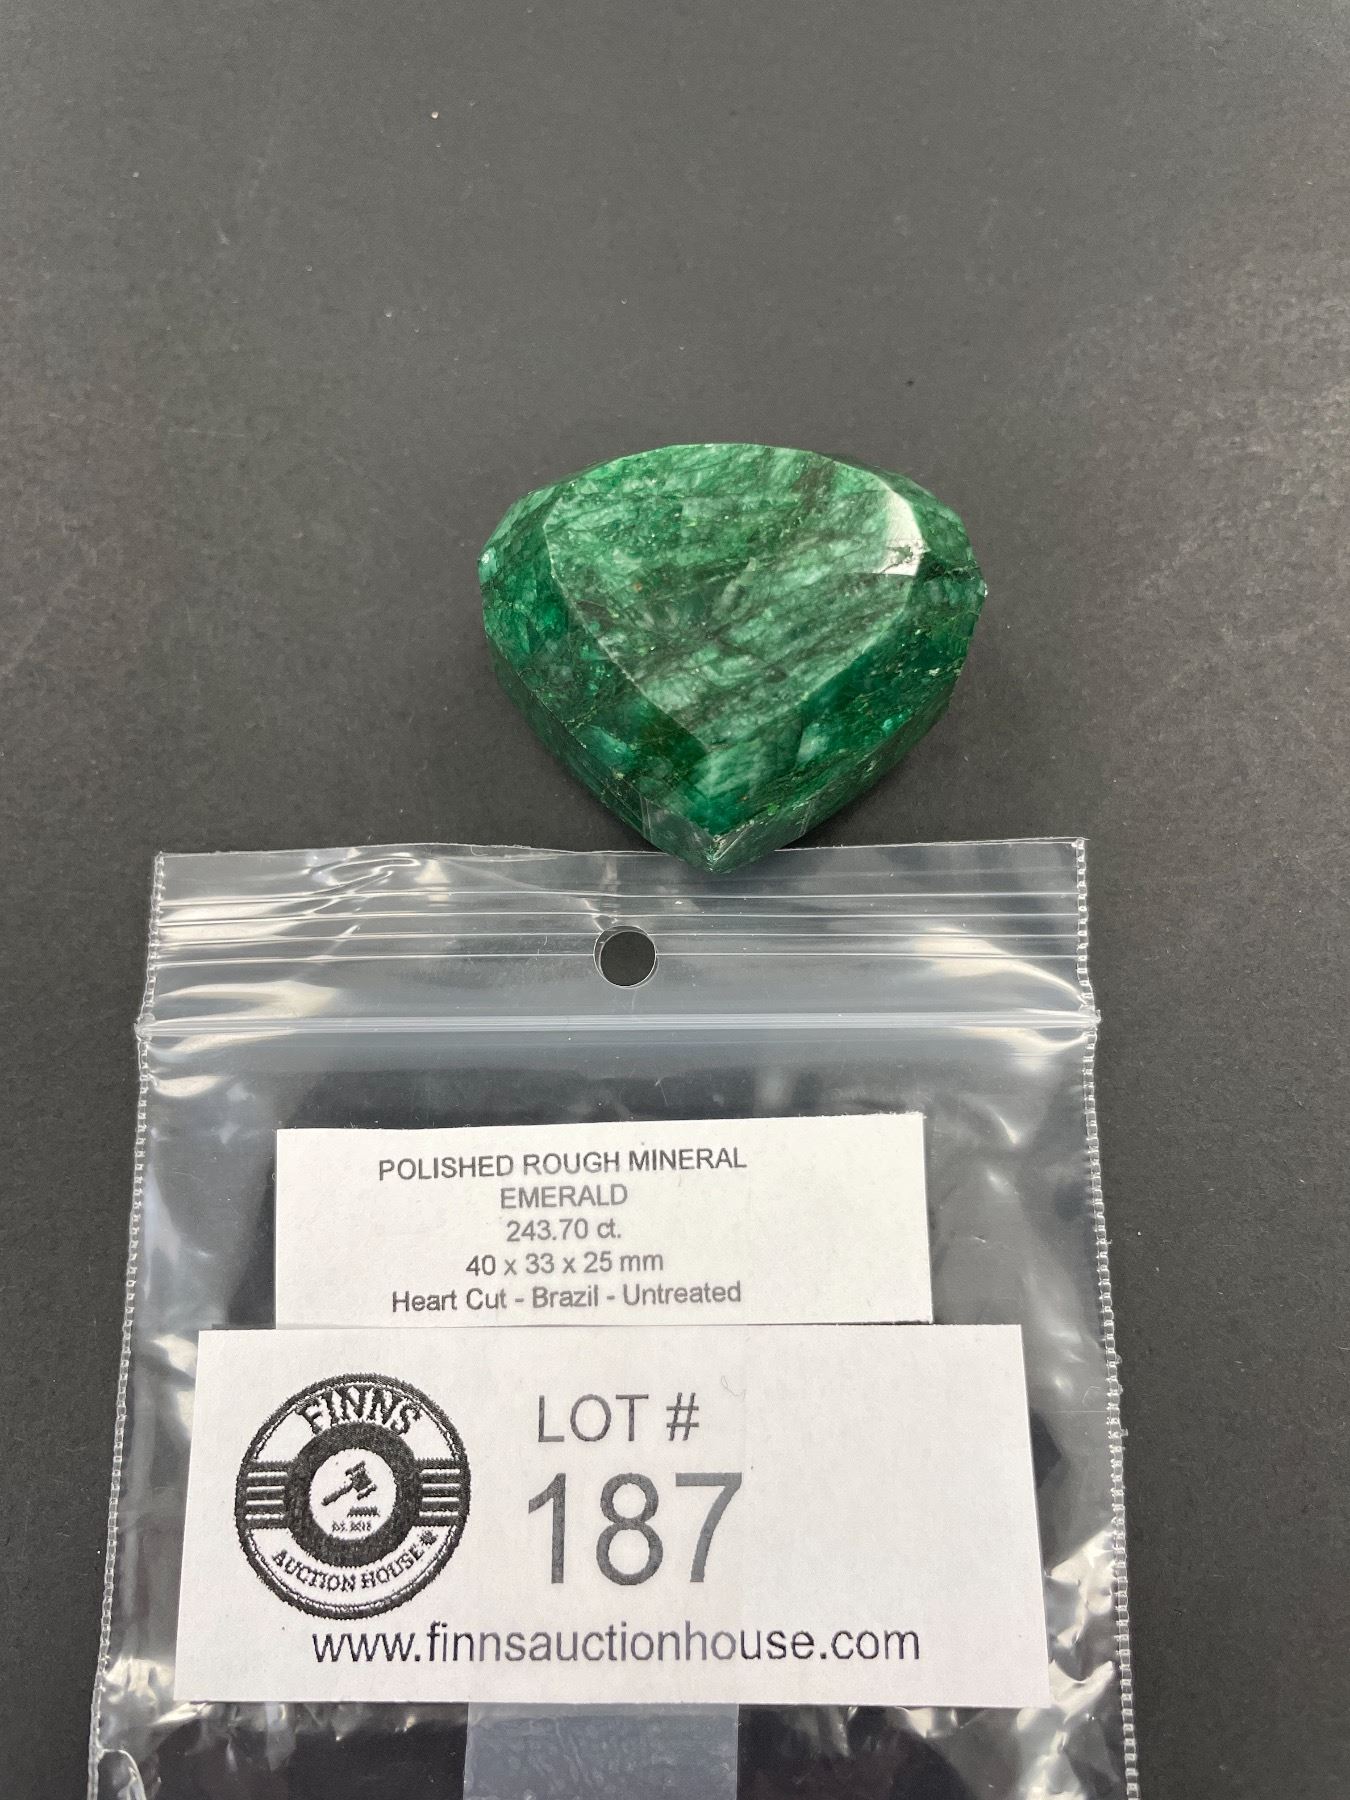 POLISHED ROUGH MINERAL
EMERALD
243.70 ct.
40 x 33 x 25 mm
Heart Cut - Brazil - Untreated
FINNS
AUCTION HOUSE
LOT #
187
www.finnsauctionhouse.com